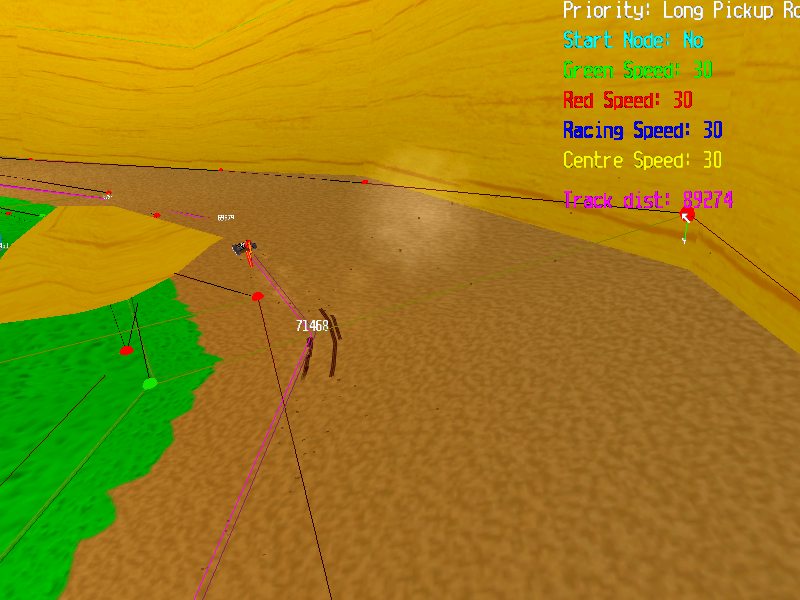 Priority: Long Pickup Ro
Start Node: No
Green Speed: 30
Red Speed: 30
Racing Speed: 30
Centre Speed: 30
Track dist: 89274
71468